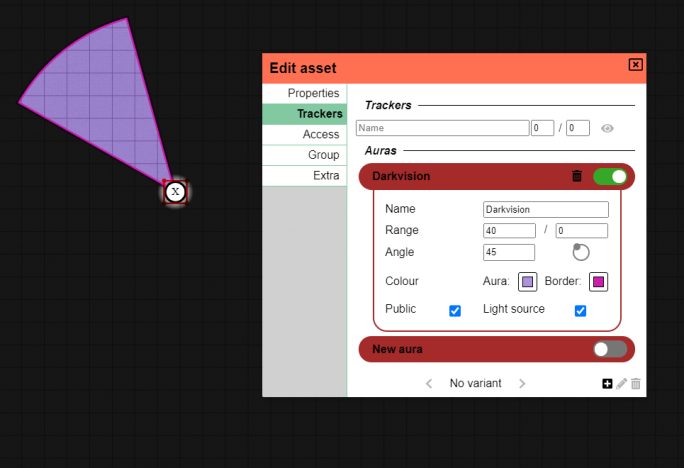 Edit asset
Properties
Trackers
Access
Group
Extra
Trackers
Name 0 / 0
Auras
Darkvision
Name Darkvision
Range 40 / 0
Angle 45
Colour Aura: Border:
Public Light source
New aura
No variant
X